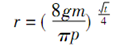 r = ( 8gm / πp ) ^ (√t / 4)